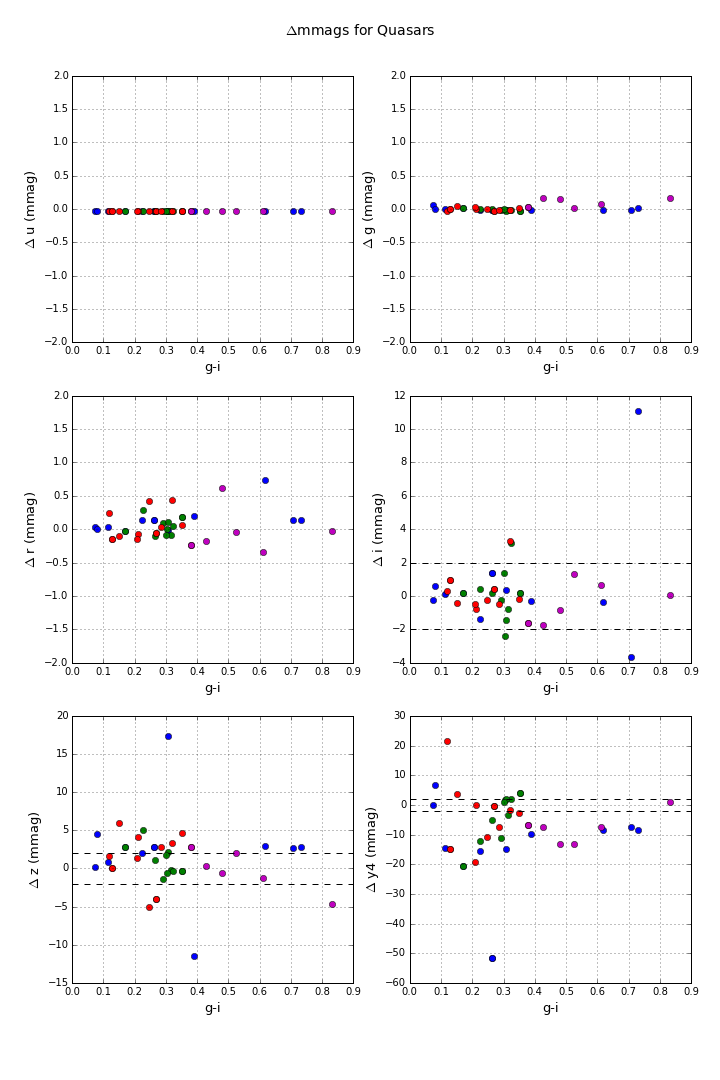 Δmmags for Quasars
2.0 1.5 1.0 0.5 0.0 −0.5 −1.0 −1.5 −2.0
Δ u (mmag)
0.0 0.1 0.2 0.3 0.4 0.5 0.6 0.7 0.8 0.9
g-i
2.0 1.5 1.0 0.5 0.0 −0.5 −1.0 −1.5 −2.0
Δ g (mmag)
0.0 0.1 0.2 0.3 0.4 0.5 0.6 0.7 0.8 0.9
g-i
2.0 1.5 1.0 0.5 0.0 −0.5 −1.0 −1.5 −2.0
Δ r (mmag)
0.0 0.1 0.2 0.3 0.4 0.5 0.6 0.7 0.8 0.9
g-i
12 10 8 6 4 2 0 −2 −4
Δ i (mmag)
0.0 0.1 0.2 0.3 0.4 0.5 0.6 0.7 0.8 0.9
g-i
20 15 10 5 0 −5 −10 −15
Δ z (mmag)
0.0 0.1 0.2 0.3 0.4 0.5 0.6 0.7 0.8 0.9
g-i
30 20 10 0 −10 −20 −30 −40 −50 −60
Δ y4 (mmag)
0.0 0.1 0.2 0.3 0.4 0.5 0.6 0.7 0.8 0.9
g-i